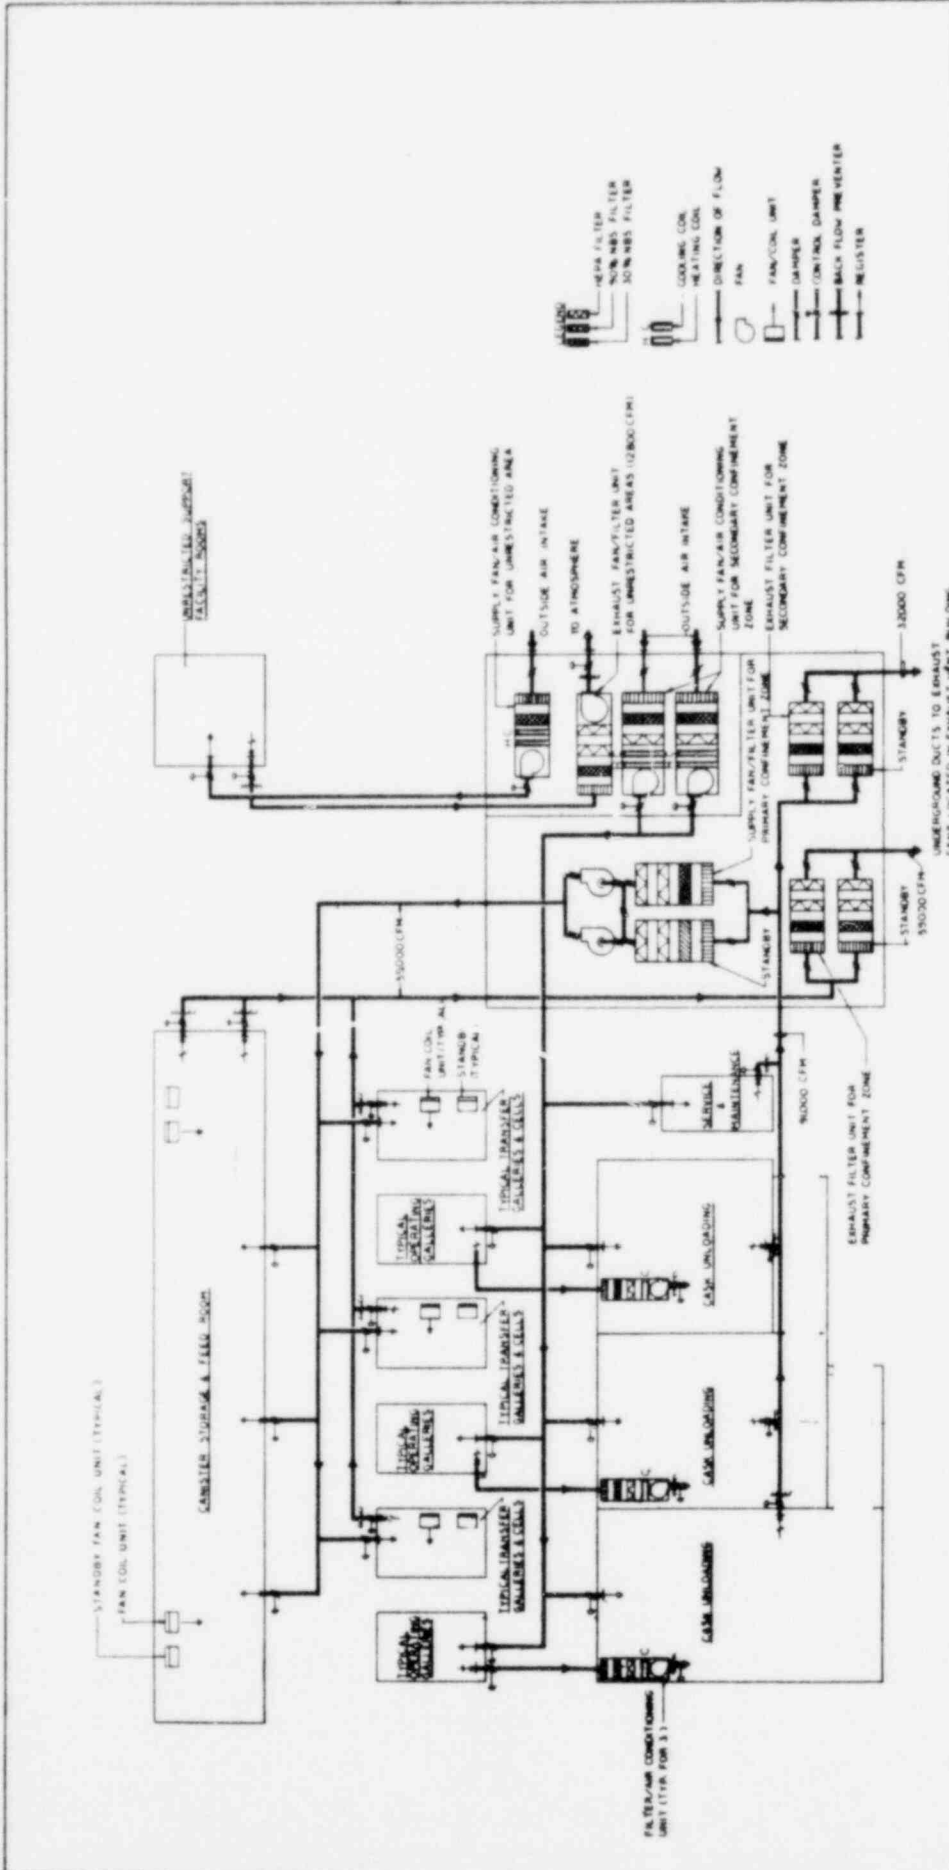 STANDBY FAN COIL UNIT (TYPICAL)
FAN COIL UNIT (TYPICAL)
CANISTER STORAGE & FEED ROOM
UNRESTRICTED SUPPORT
FACILITY ROOMS
55000 CFM
FAN COIL
UNIT (TYP AL)
STANDB
(TYPICAL)
TYPICAL
OPERATING
GALLERIES
TYPICAL TRANSFER
GALLERIES & CELLS
TYPICAL
OPERATING
GALLERIES
TYPICAL TRANSFER
GALLERIES & CELLS
TYPICAL
OPERATING
GALLERIES
TYPICAL TRANSFER
GALLERIES & CELLS
FILTER/AIR CONDITIONING
UNIT (TYP. FOR 3)
CASK UNLOADING
C
CASK UNLOADING
C
CASK UNLOADING
C
SERVICE
&
MAINTENANCE
CFM
EXHAUST FILTER UNIT FOR
PRIMARY CONFINEMENT ZONE
STANDBY
SUPPLY FAN/FILTER UNIT FOR
PRIMARY CONFINEMENT ZONE
H C
SUPPLY FAN/AIR CONDITIONING
UNIT FOR UNRESTRICTED AREA
OUTSIDE AIR INTAKE
TO ATMOSPHERE
EXHAUST FAN/FILTER UNIT
FOR UNRESTRICTED AREAS (12800 CFM)
OUTSIDE AIR INTAKE
SUPPLY FAN/AIR CONDITIONING
UNIT FOR SECONDARY CONFINEMENT
ZONE
EXHAUST FILTER UNIT FOR
SECONDARY CONFINEMENT ZONE
STANDBY
55000 CFM
STANDBY
32000 CFM
UNDERGROUND DUCTS TO EXHAUST
LEGEND
HEPA FILTER
90% NBS FILTER
30% NBS FILTER
H C
COOLING COIL
HEATING COIL
DIRECTION OF FLOW
FAN
FAN/COIL UNIT
DAMPER
CONTROL DAMPER
BACK FLOW PREVENTER
REGISTER